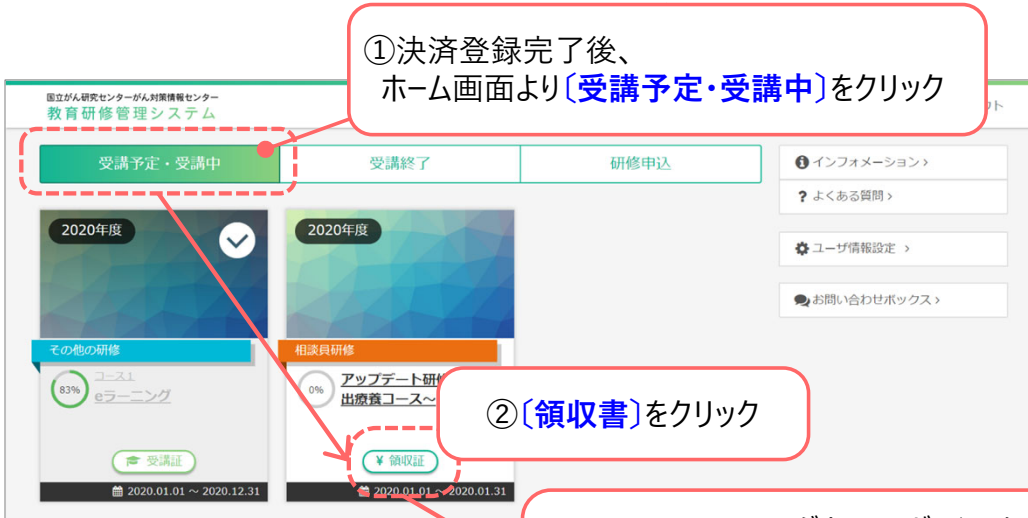 ①決済登録完了後、
ホーム画面より〔受講予定・受講中〕をクリック
国立がん研究センターがん対策情報センター
教育研修管理システム
受講予定・受講中
受講終了
研修申込
インフォメーション›
? よくある質問›
ユーザ情報設定 ›
お問い合わせボックス›
2020年度
2020年度
その他の研修
相談員研修
83%
コース1
eラーニング
0%
アップデート研修
出療養コース～
②〔領収書〕をクリック
受講証
¥ 領収証
2020.01.01 ～ 2020.12.31
2020.01.01 ～ 2020.01.31